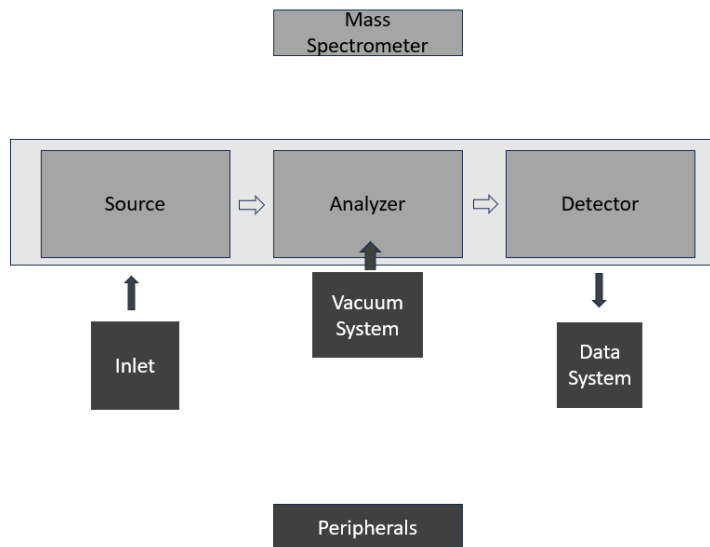 Mass
Spectrometer
Source
Analyzer
Detector
Inlet
Vacuum
System
Data
System
Peripherals